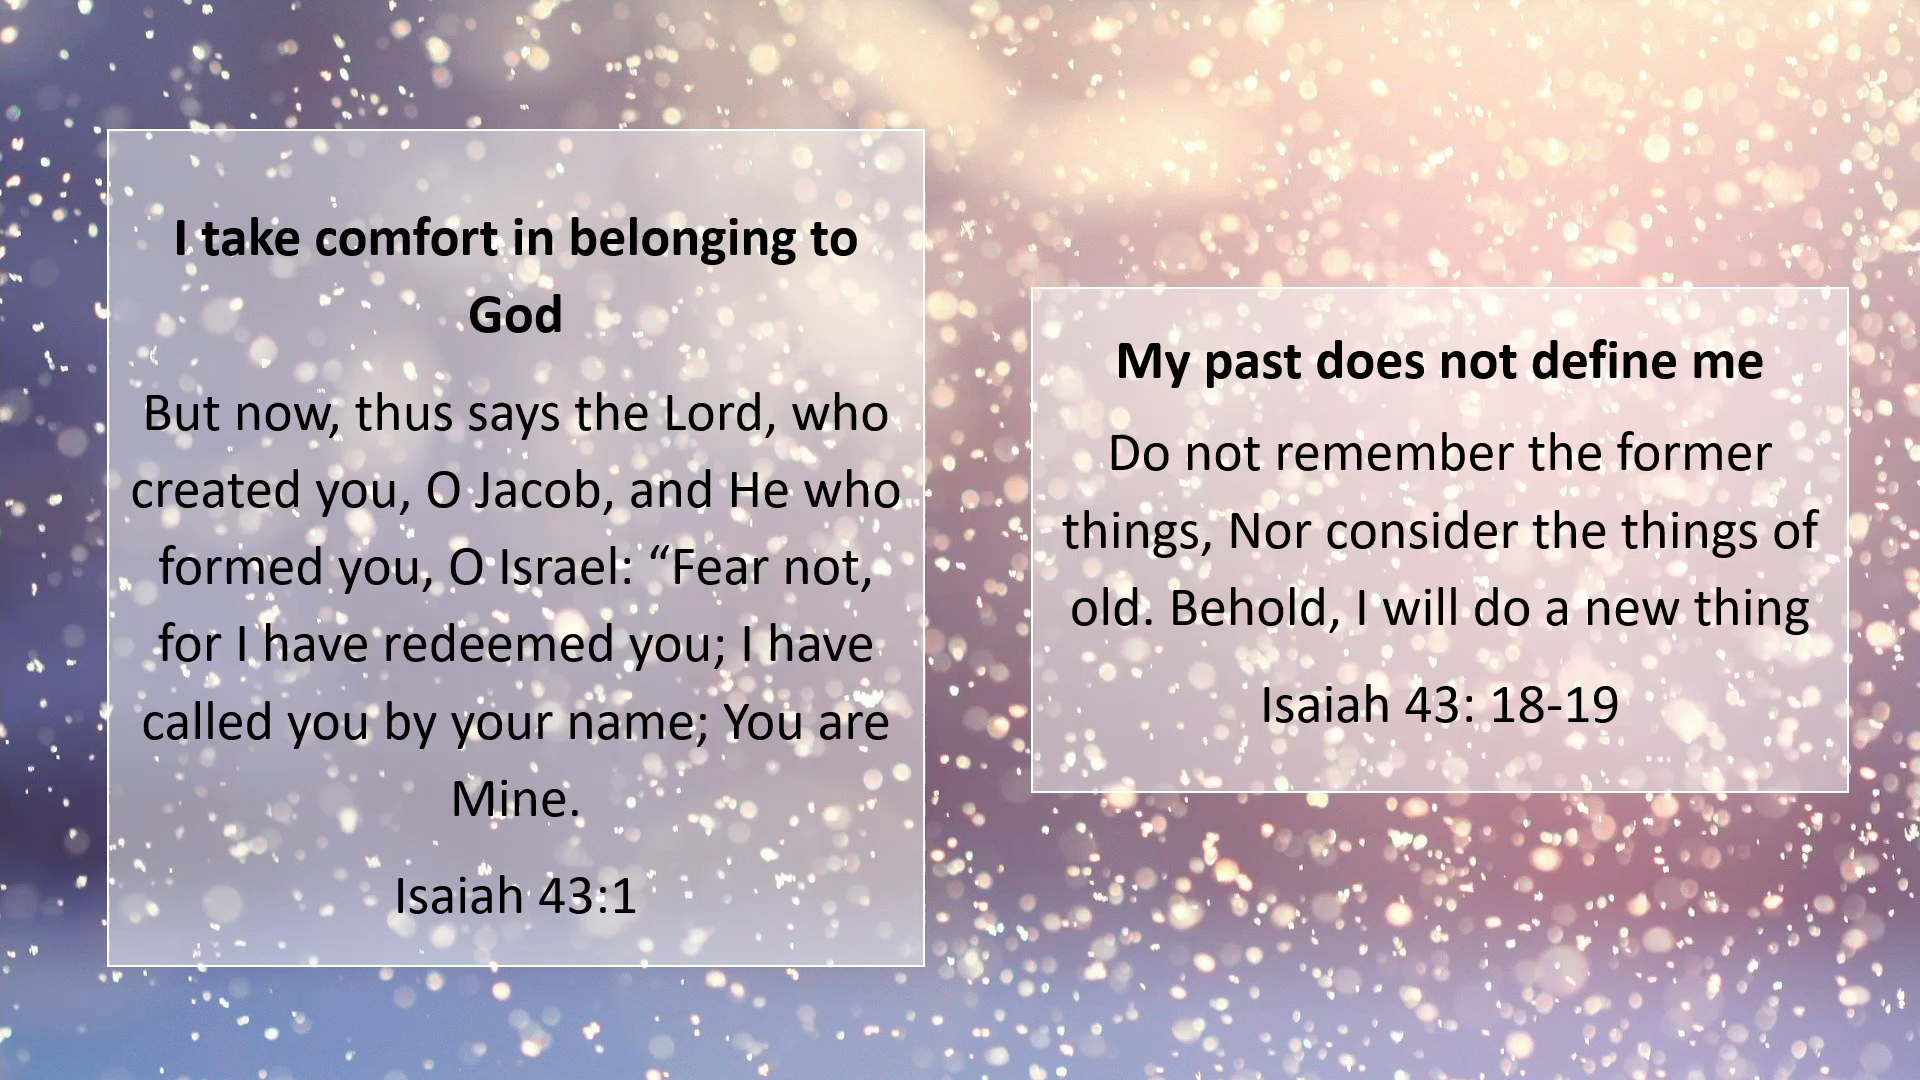 I take comfort in belonging to
God
But now, thus says the Lord, who
created you, O Jacob, and He who
formed you, O Israel: “Fear not,
for I have redeemed you; I have
called you by your name; You are
Mine.
Isaiah 43:1
My past does not define me
Do not remember the former
things, Nor consider the things of
old. Behold, I will do a new thing
Isaiah 43: 18-19